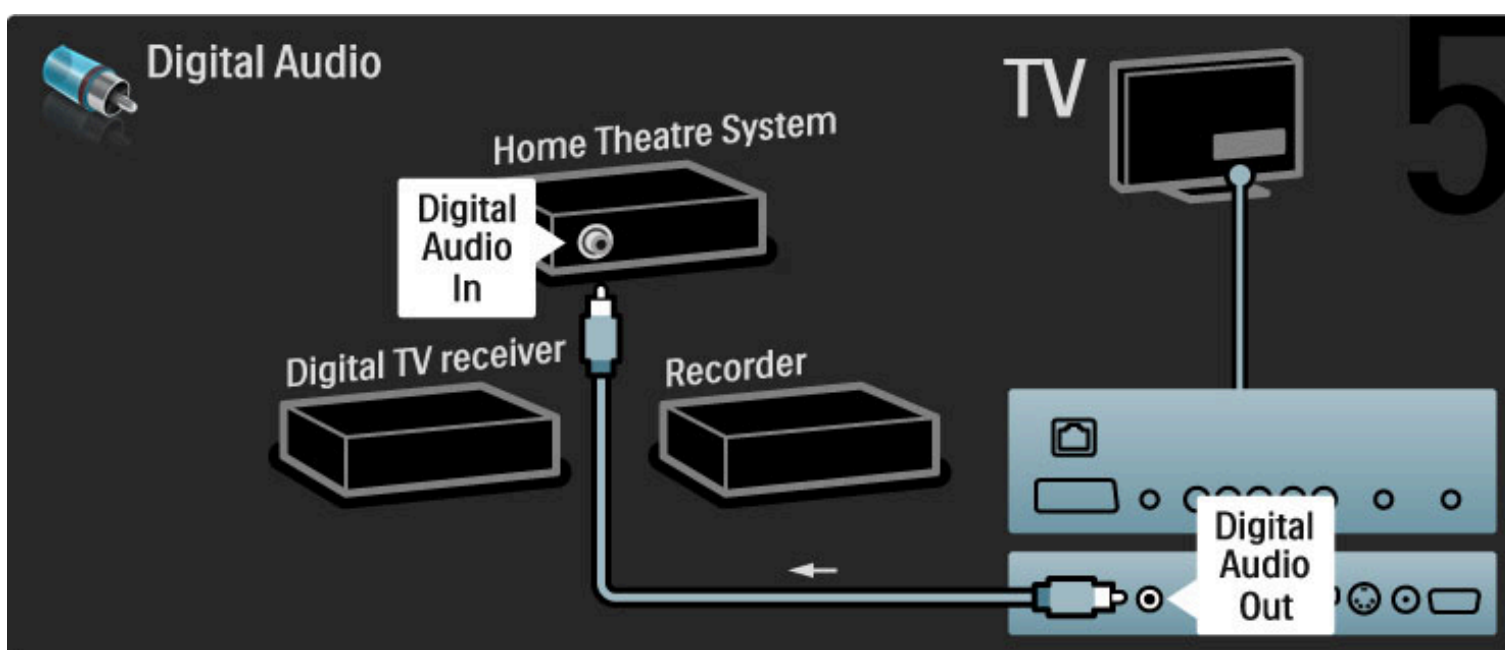 Digital Audio
TV
5
Home Theatre System
Digital
Audio
In
Digital TV receiver
Recorder
Digital
Audio
Out